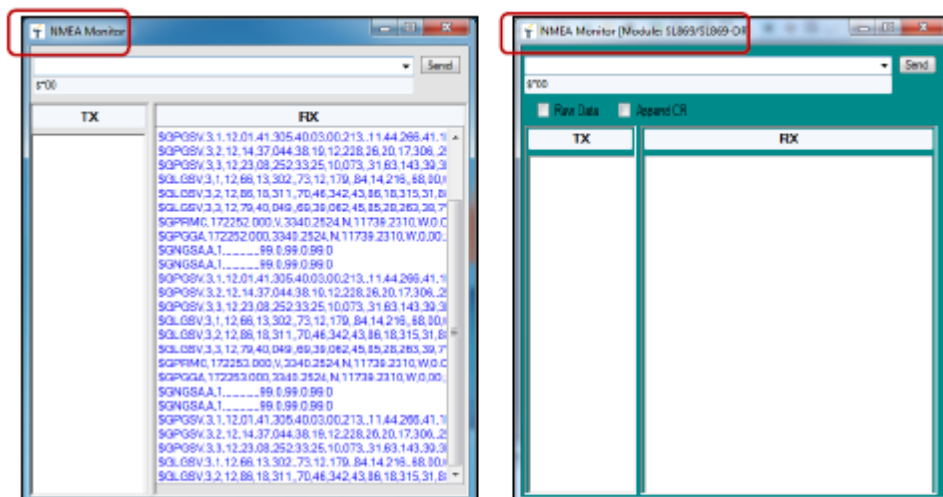 NMEA Monitor
Send
$*00
TX
RX
$GPGSV,3,1,12,01,41,305,40,03,00,213,,11,44,266,41,1
$GPGSV,3,2,12,14,37,044,38,19,12,228,26,20,17,306,,2
$GPGSV,3,3,12,23,08,252,33,25,10,073,,31,63,143,39,3
$GLGSV,3,1,12,66,13,302,,73,12,179,,84,14,216,,68,00,
$GLGSV,3,2,12,86,18,311,,70,46,342,43,86,18,315,31,8
$GLGSV,3,3,12,79,40,049,,69,39,062,45,85,28,263,39,7
$GPRMC,172252.000,V,3340.2524,N,11739.2310,W,0.0
$GPGGA,172252.000,3340.2524,N,11739.2310,W,0,00,
$GNGSA,A,1,,,,,,,,,,,,,99.0,99.0,99.0
$GNGSA,A,1,,,,,,,,,,,,,99.0,99.0,99.0
$GPGSV,3,1,12,01,41,305,40,03,00,213,,11,44,266,41,1
$GPGSV,3,2,12,14,37,044,38,19,12,228,26,20,17,306,,2
$GPGSV,3,3,12,23,08,252,33,25,10,073,,31,63,143,39,3
$GLGSV,3,1,12,66,13,302,,73,12,179,,84,14,216,,68,00,
$GLGSV,3,2,12,86,18,311,,70,46,342,43,86,18,315,31,8
$GLGSV,3,3,12,79,40,049,,69,39,062,45,85,28,263,39,7
$GPRMC,172253.000,V,3340.2524,N,11739.2310,W,0.0
$GPGGA,172253.000,3340.2524,N,11739.2310,W,0,00,
$GNGSA,A,1,,,,,,,,,,,,,99.0,99.0,99.0
$GNGSA,A,1,,,,,,,,,,,,,99.0,99.0,99.0
$GPGSV,3,1,12,01,41,305,40,03,00,213,,11,44,266,41,1
$GPGSV,3,2,12,14,37,044,38,19,12,228,26,20,17,306,,2
$GPGSV,3,3,12,23,08,252,33,25,10,073,,31,63,143,39,3
$GLGSV,3,1,12,66,13,302,,73,12,179,,84,14,216,,68,00,
$GLGSV,3,2,12,86,18,311,,70,46,342,43,86,18,315,31,8
NMEA Monitor [Module: SL869/SL869-DR
Send
$*00
Raw Data
Append CR
TX
RX